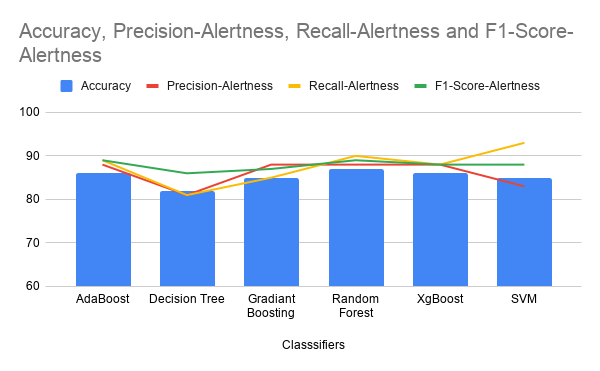 Accuracy, Precision-Alertness, Recall-Alertness and F1-Score-
Alertness
Accuracy Precision-Alertness Recall-Alertness F1-Score-Alertness
100
90
80
70
60
AdaBoost Decision Tree Gradiant Boosting Random Forest XgBoost SVM
Classsifiers